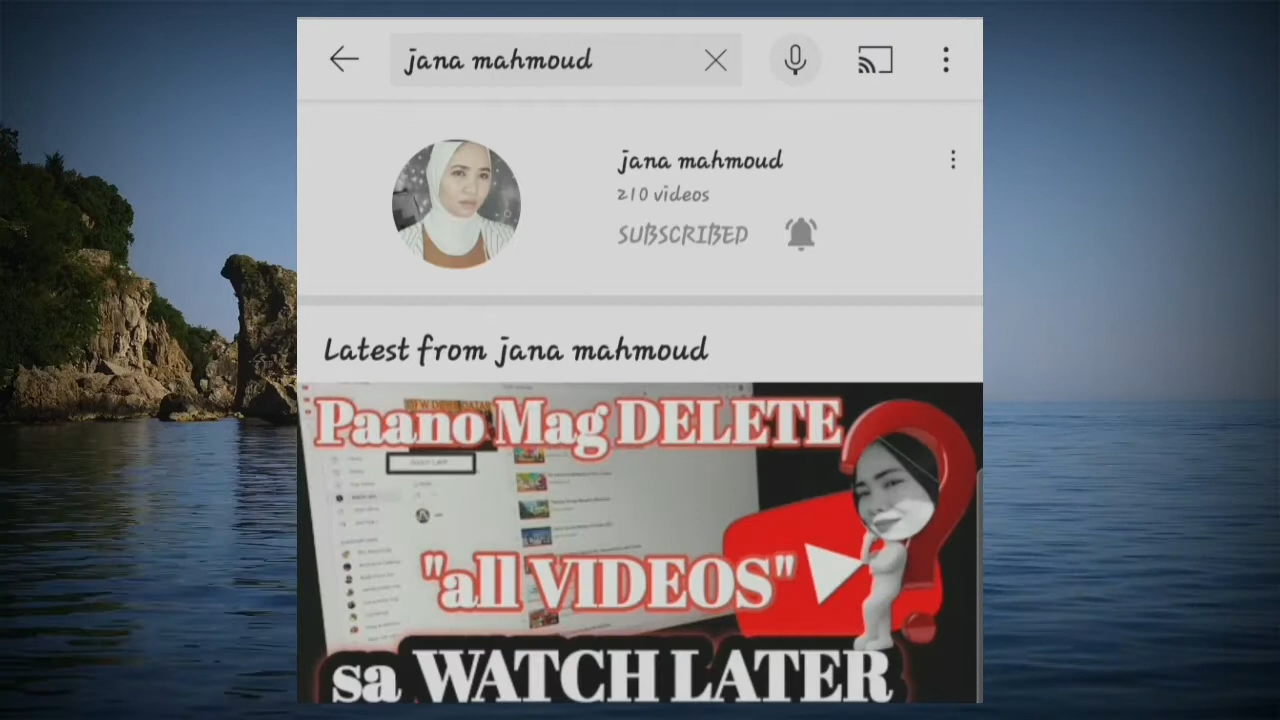 jana mahmoud
jana mahmoud
210 videos
SUBSCRIBED
Latest from jana mahmoud
Paano Mag DELETE
"all VIDEOS"
sa WATCH LATER